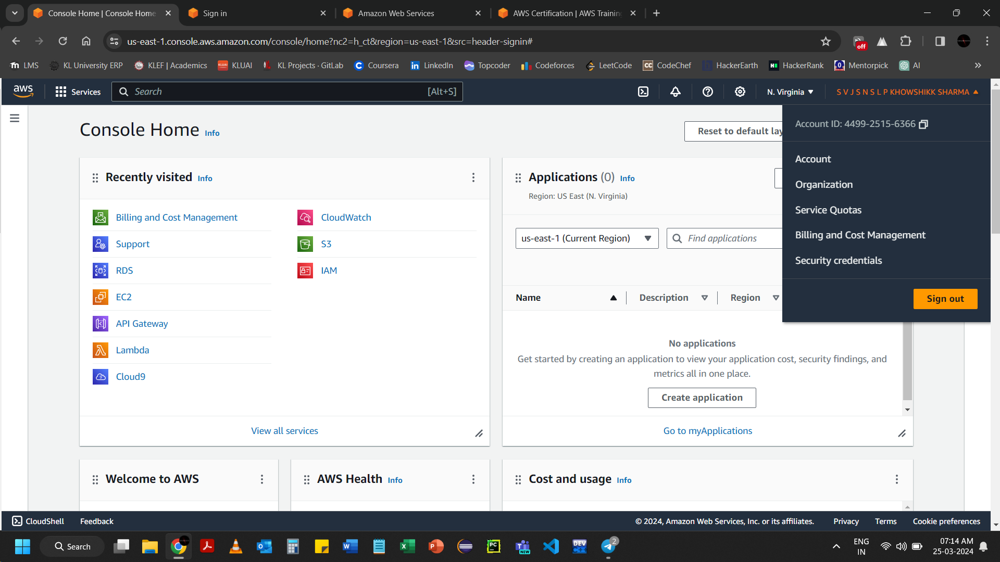 Console Home | Console Home
Sign in
Amazon Web Services
AWS Certification | AWS Training
us-east-1.console.aws.amazon.com/console/home?nc2=h_ct&region=us-east-1&src=header-signin#
off
LMS
KL University ERP
KLEF | Academics
KLUAI
KLUAI
KL Projects · GitLab
Coursera
LinkedIn
Topcoder
Codeforces
LeetCode
CodeChef
HackerEarth
HackerRank
Mentorpick
AI
aws
Services
Search
[Alt+S]
N. Virginia
S V J S N S L P KHOWSHIKK SHARMA
Account ID: 4499-2515-6366
Account
Organization
Service Quotas
Billing and Cost Management
Security credentials
Sign out
Console Home Info
Reset to default lay
Recently visited Info
Billing and Cost Management
Support
RDS
EC2
API Gateway
Lambda
Cloud9
CloudWatch
S3
IAM
View all services
Applications (0) Info
Region: US East (N. Virginia)
us-east-1 (Current Region)
Find applications
Name
Description
Region
No applications
Get started by creating an application to view your application cost, security findings, and
metrics all in one place.
Create application
Go to myApplications
Welcome to AWS
AWS Health Info
Cost and usage Info
CloudShell
Feedback
© 2024, Amazon Web Services, Inc. or its affiliates.
Privacy
Terms
Cookie preferences
Search
NEW
DEV
2
ENG
IN
07:14 AM
25-03-2024